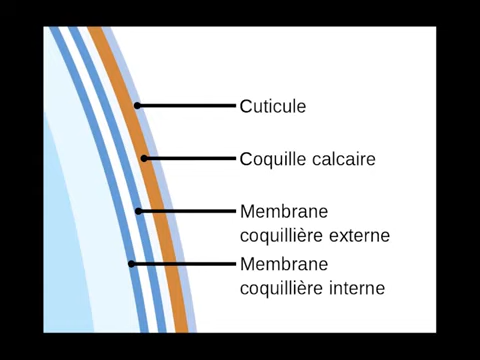 Cuticule
Coquille calcaire
Membrane
coquillière externe
Membrane
coquillière interne